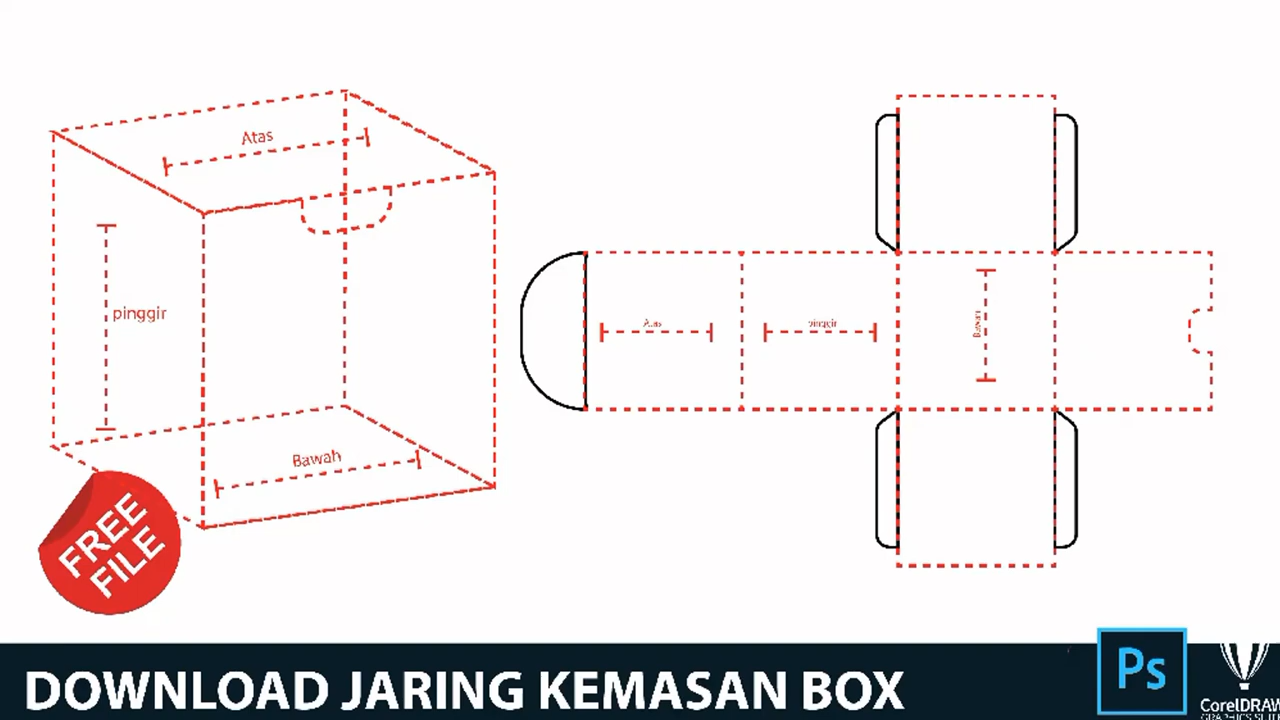 Atas
pinggir
Bawah
Atas
pinggir
Bawah
FREE
FILE
DOWNLOAD JARING KEMASAN BOX
Ps
CorelDRAW